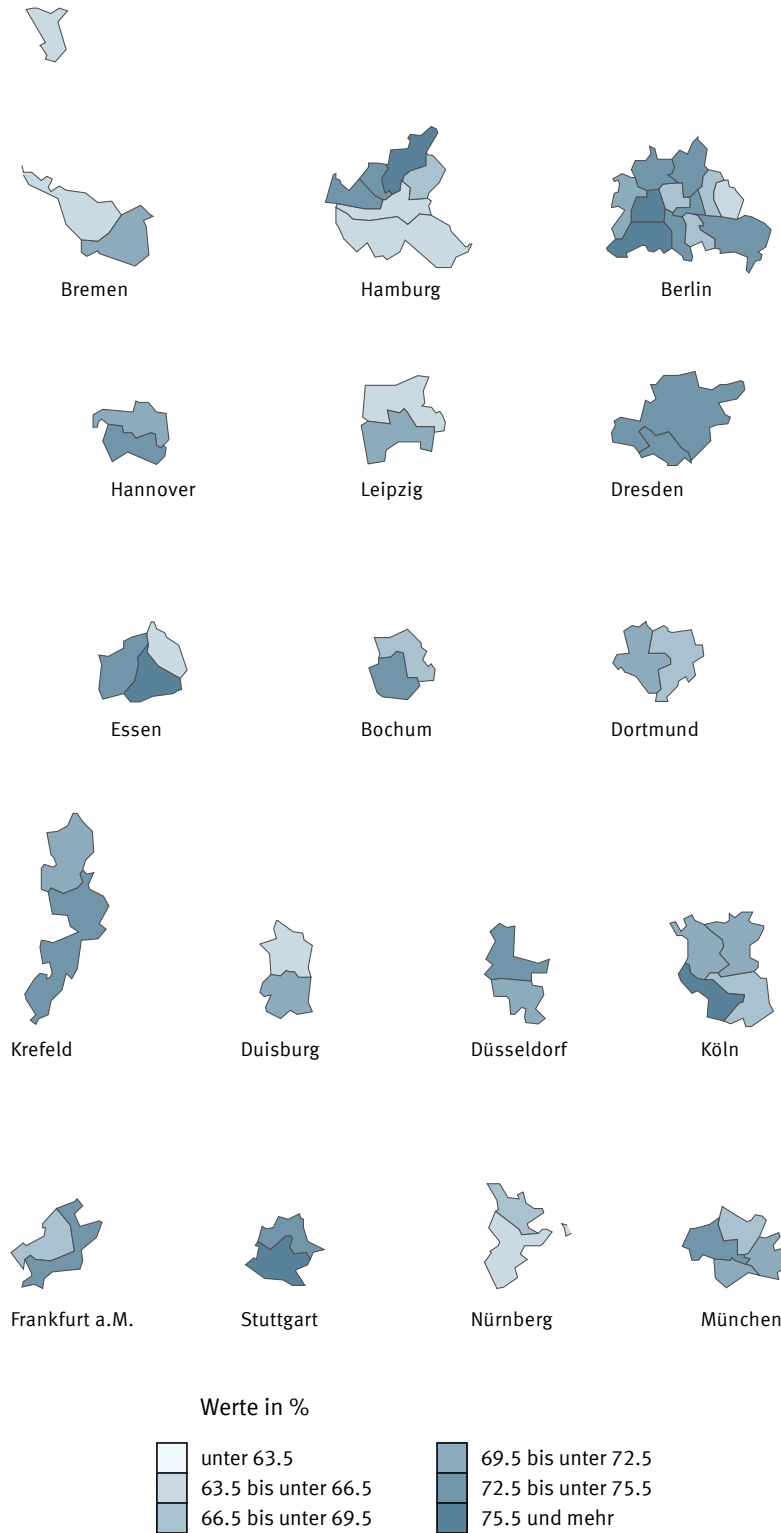 Bremen
Hamburg
Berlin
Hannover
Leipzig
Dresden
Essen
Bochum
Dortmund
Krefeld
Duisburg
Düsseldorf
Köln
Frankfurt a.M.
Stuttgart
Nürnberg
München
Werte in %
unter 63.5
63.5 bis unter 66.5
66.5 bis unter 69.5
69.5 bis unter 72.5
72.5 bis unter 75.5
75.5 und mehr